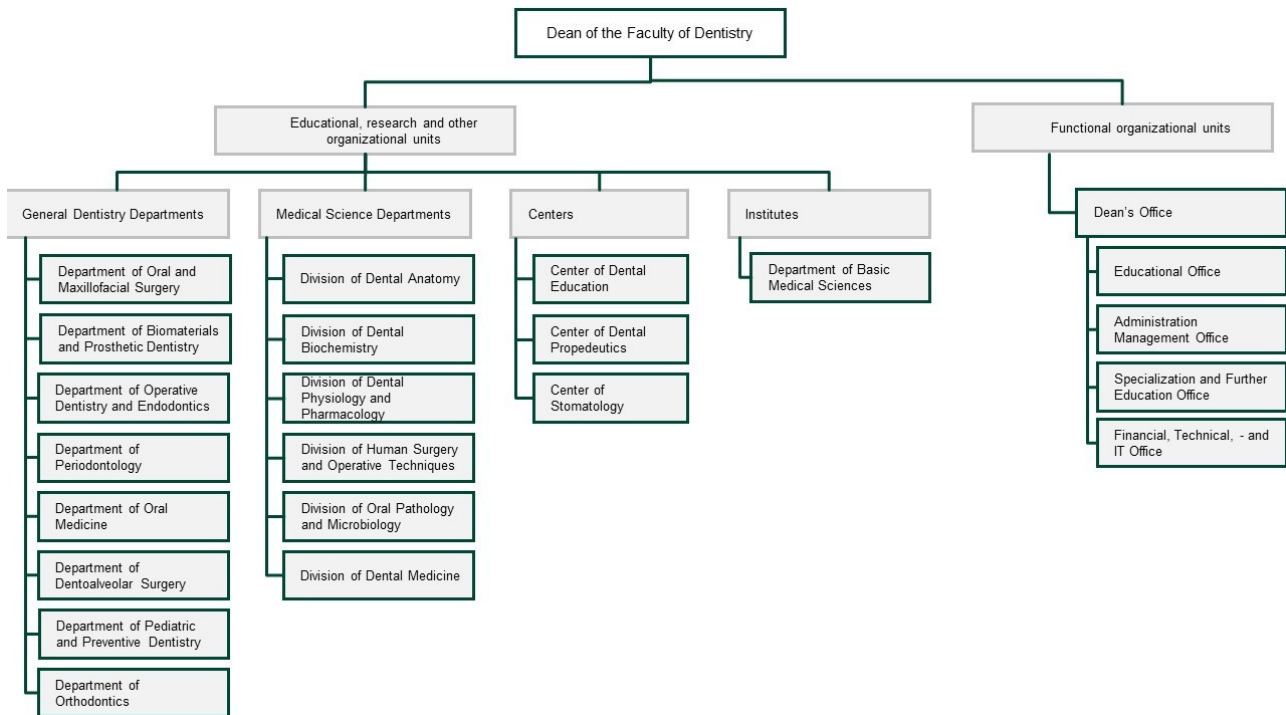 Dean of the Faculty of Dentistry
Educational, research and other
organizational units
Functional organizational units
General Dentistry Departments
Medical Science Departments
Centers
Institutes
Dean's Office
Department of Oral and
Maxillofacial Surgery
Department of Biomaterials
and Prosthetic Dentistry
Department of Operative
Dentistry and Endodontics
Department of
Periodontology
Department of Oral
Medicine
Department of
Dentoalveolar Surgery
Department of Pediatric
and Preventive Dentistry
Department of
Orthodontics
Division of Dental Anatomy
Division of Dental
Biochemistry
Division of Dental
Physiology and
Pharmacology
Division of Human Surgery
and Operative Techniques
Division of Oral Pathology
and Microbiology
Division of Dental Medicine
Center of Dental
Education
Center of Dental
Propedeutics
Center of
Stomatology
Department of Basic
Medical Sciences
Educational Office
Administration
Management Office
Specialization and Further
Education Office
Financial, Technical, - and
IT Office